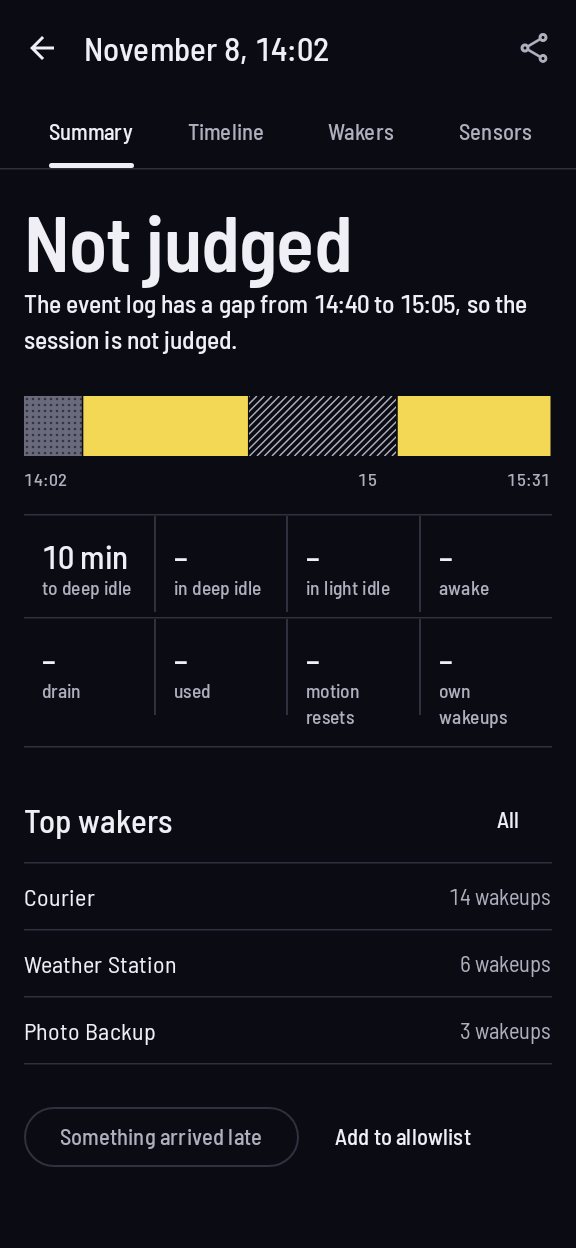 November 8, 14:02
Summary
Timeline
Wakers
Sensors
Not judged
The event log has a gap from 14:40 to 15:05, so the
session is not judged.
14:02
15
15:31
10 min
to deep idle
–
in deep idle
–
in light idle
–
awake
–
drain
–
used
–
motion
resets
–
own
wakeups
Top wakers
All
Courier
14 wakeups
Weather Station
6 wakeups
Photo Backup
3 wakeups
Something arrived late
Add to allowlist